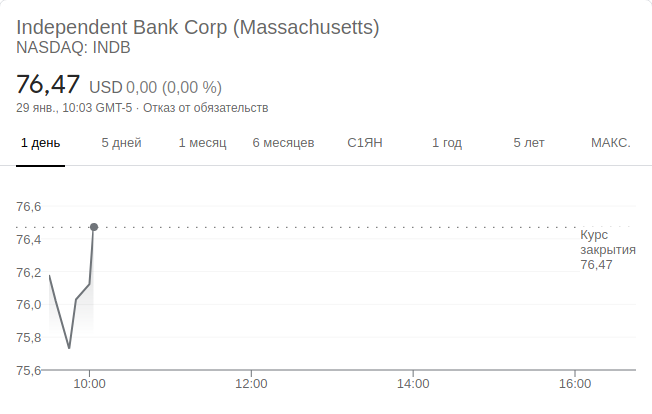 Independent Bank Corp (Massachusetts)
NASDAQ: INDB
76,47 USD 0,00 (0,00 %)
29 янв., 10:03 GMT-5 · Отказ от обязательств
1 день 5 дней 1 месяц 6 месяцев С1ЯН 1 год 5 лет МАКС.
76,6
76,4
76,2
76,0
75,8
75,6
Курс
закрытия
76,47
10:00 12:00 14:00 16:00